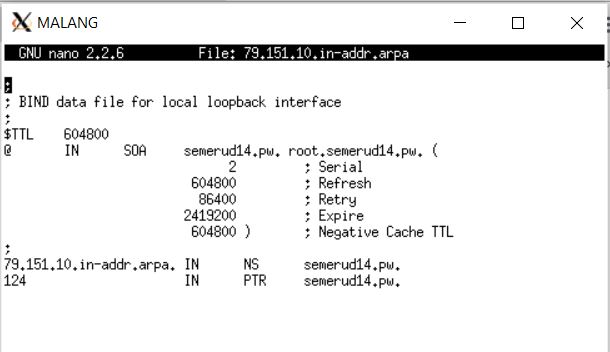 MALANG
GNU nano 2.2.6 File: 79.151.10.in-addr.arpa
;
; BIND data file for local loopback interface
;
$TTL 604800
@ IN SOA semerud14.pw. root.semerud14.pw. (
2 ; Serial
604800 ; Refresh
86400 ; Retry
2419200 ; Expire
604800 ) ; Negative Cache TTL
;
79.151.10.in-addr.arpa. IN NS semerud14.pw.
124 IN PTR semerud14.pw.